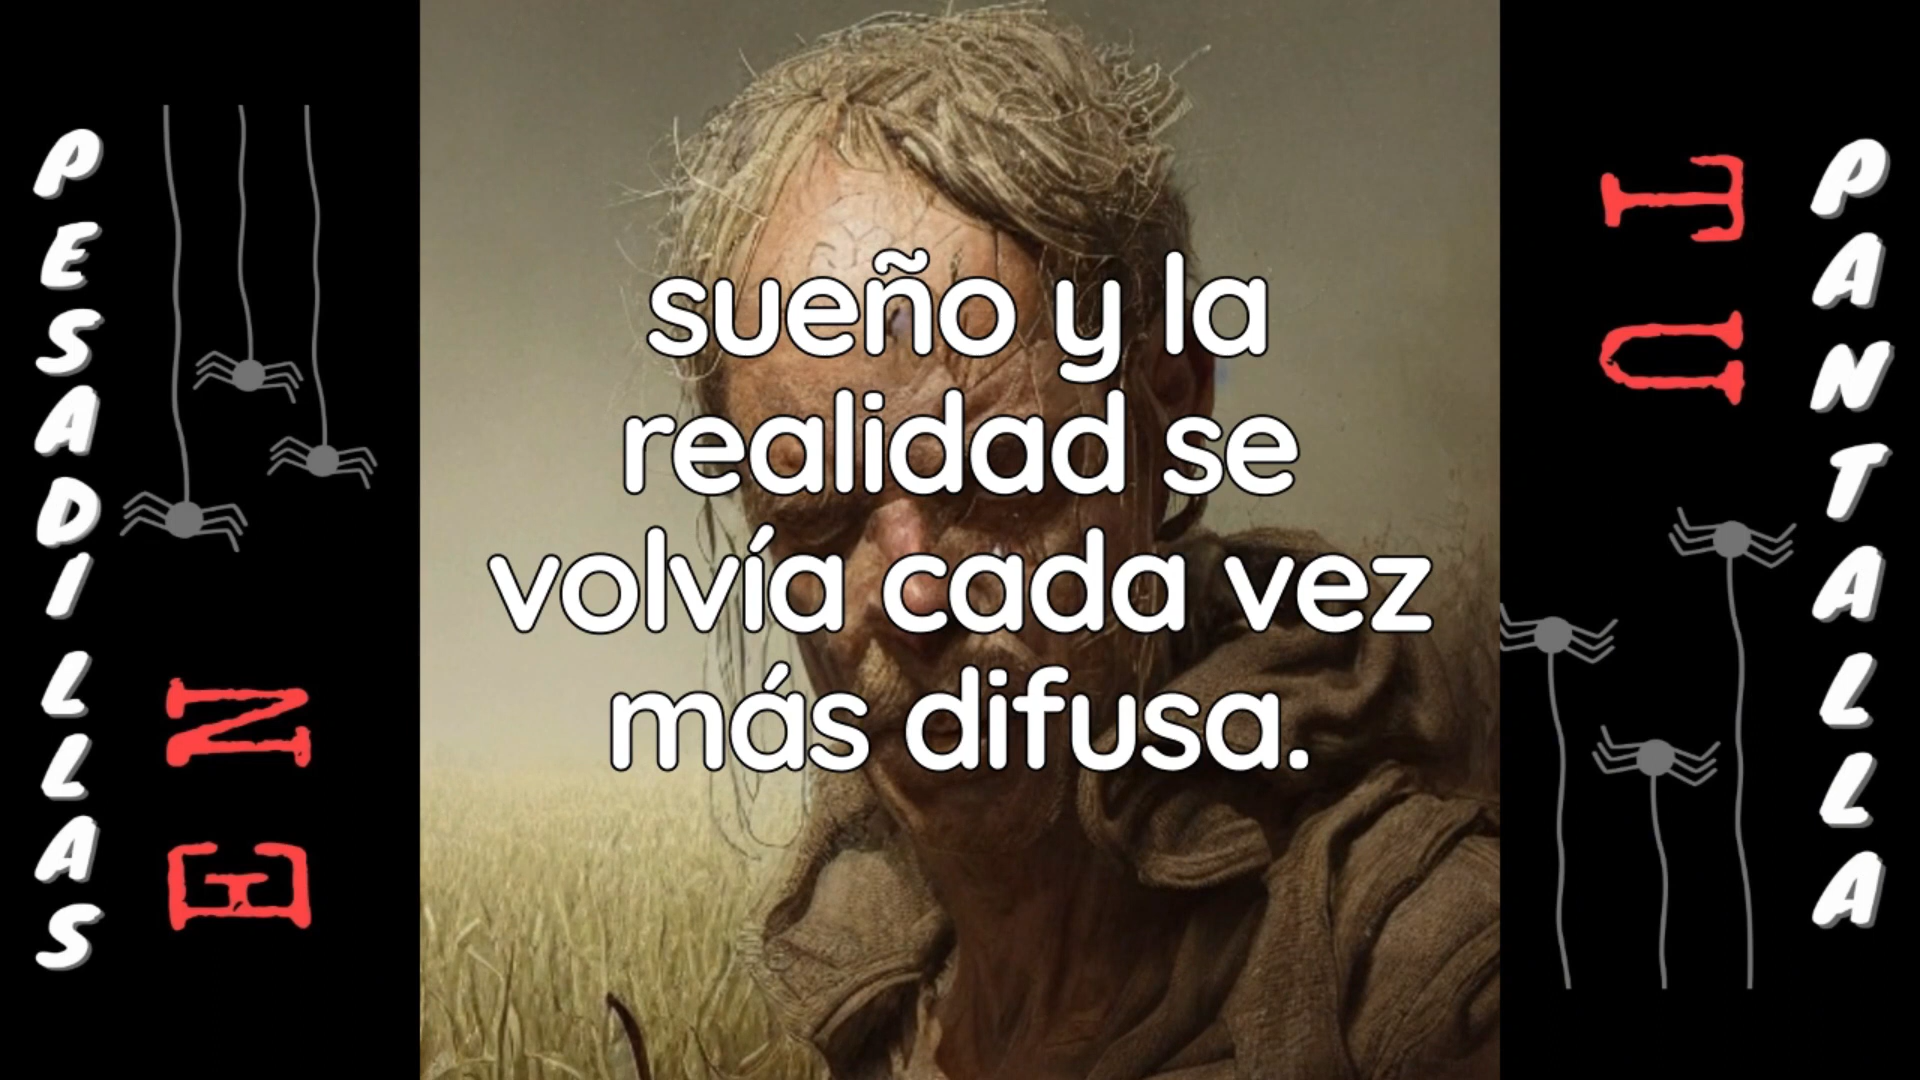 PESADILLAS
EN
sueño y la
realidad se
volvía cada vez
más difusa.
TU
PANTALLA